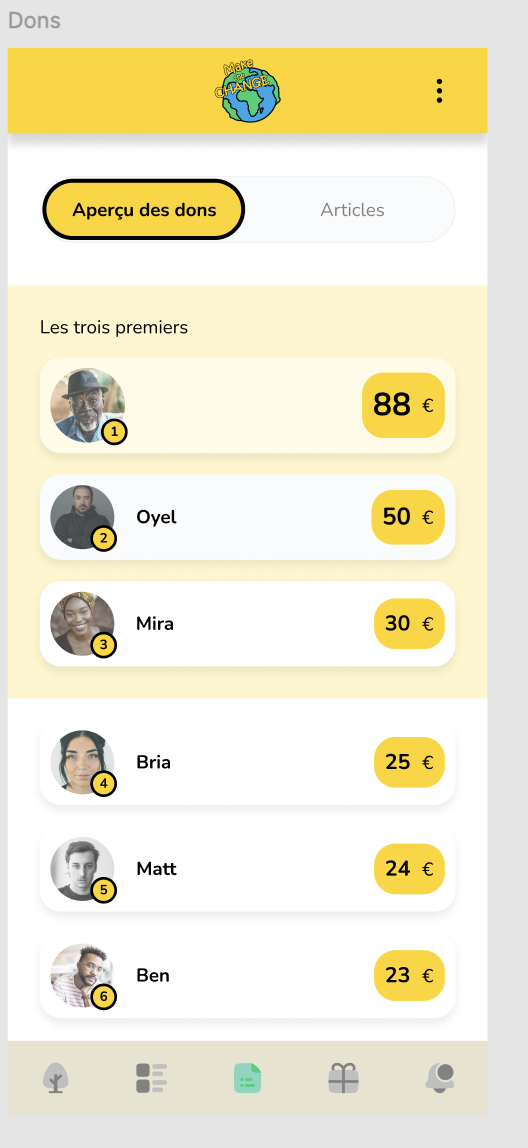 Dons
Make
CHANGE
Aperçu des dons
Articles
Les trois premiers
1
88 €
2
Oyel
50 €
3
Mira
30 €
4
Bria
25 €
5
Matt
24 €
6
Ben
23 €